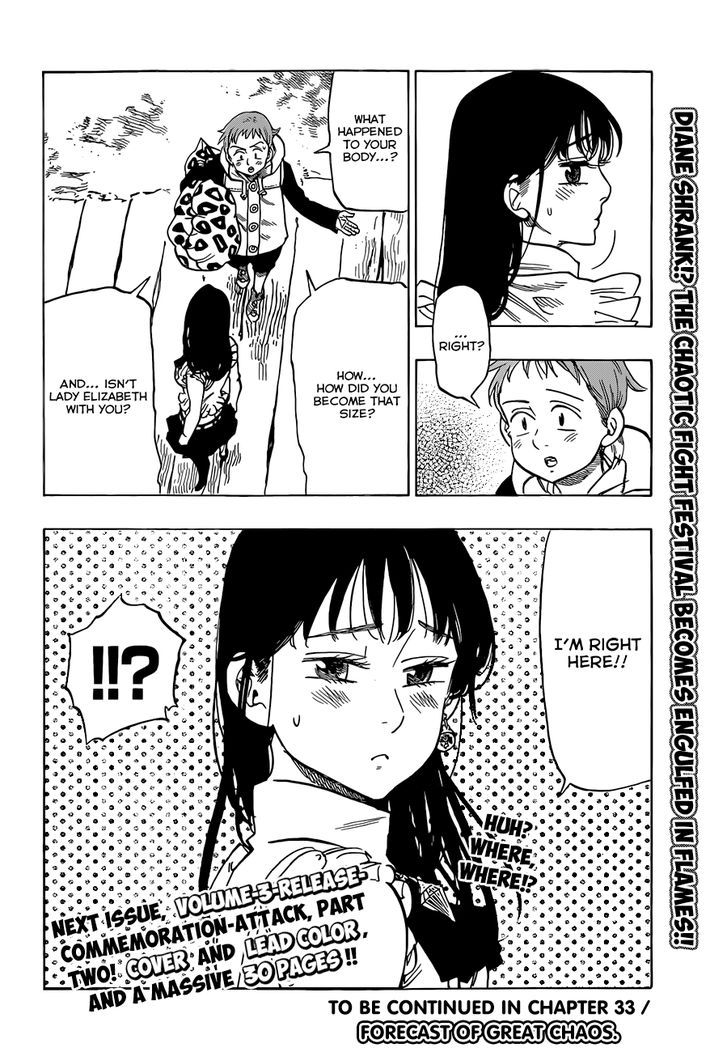 DIANE SHRANK!? THE CHAOTIC FIGHT FESTIVAL BECOMES ENGULFED IN FLAMES!!
...
RIGHT?
WHAT
HAPPENED
TO YOUR
BODY...?
HOW...
HOW DID YOU
BECOME THAT
SIZE?
AND... ISN'T
LADY ELIZABETH
WITH YOU?
I'M RIGHT
HERE!!
!!?
HUH?
WHERE,
WHERE!?
NEXT ISSUE, VOLUME-3-RELEASE-
COMMEMORATION-ATTACK, PART
TWO! COVER AND LEAD COLOR,
AND A MASSIVE 30 PAGES!!
TO BE CONTINUED IN CHAPTER 33 /
FORECAST OF GREAT CHAOS.